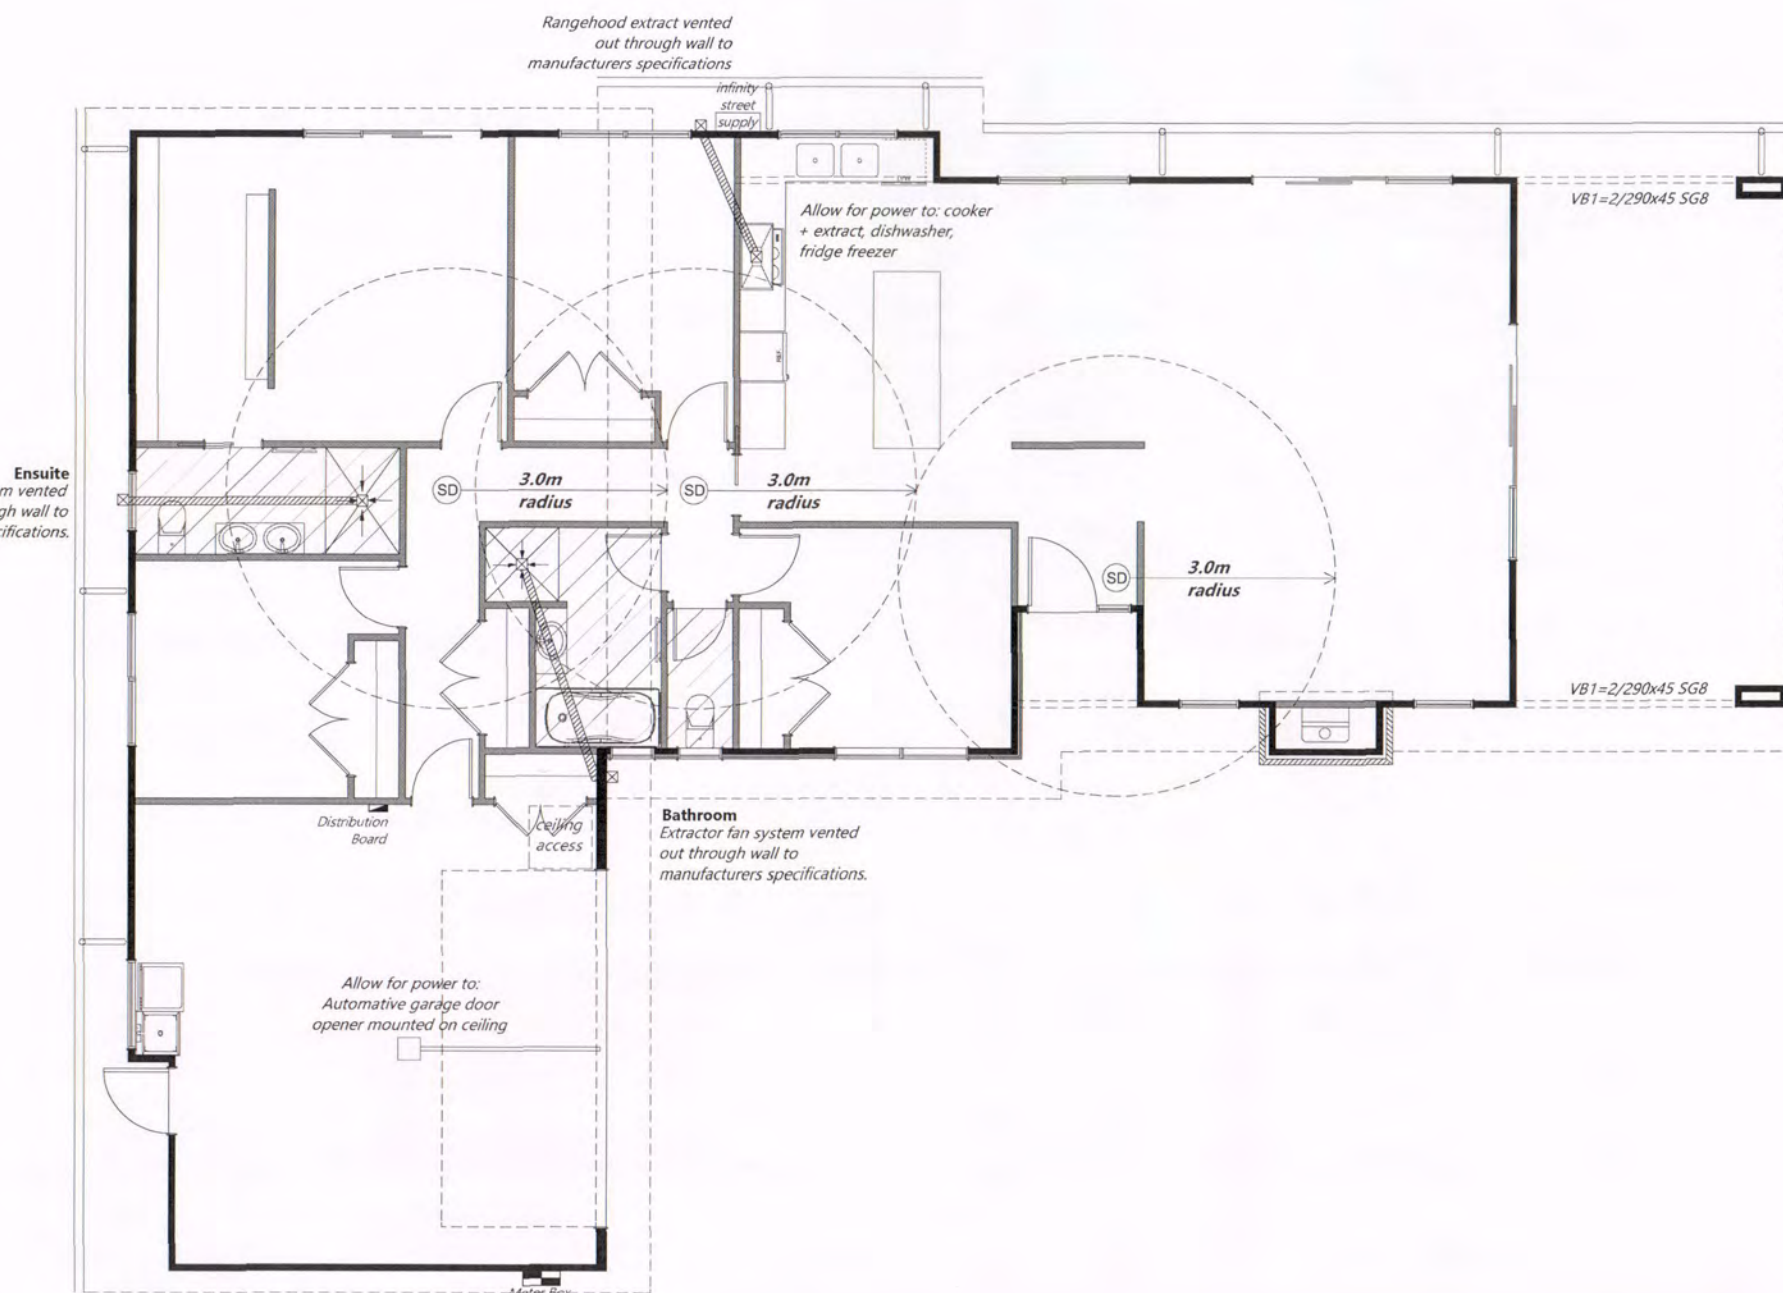 Rangehood extract vented
out through wall to
manufacturers specifications
infinity
street
supply
VB1=2/290x45 SG8
Allow for power to: cooker
+ extract, dishwasher,
fridge freezer
Ensuite
vented
wall to
SD
3.0m
radius
SD
3.0m
radius
SD
3.0m
radius
VB1=2/290x45 SG8
Distribution
Board
ceiling
access
Bathroom
Extractor fan system vented
out through wall to
manufacturers specifications.
Allow for power to:
Automative garage door
opener mounted on ceiling
Meter Box